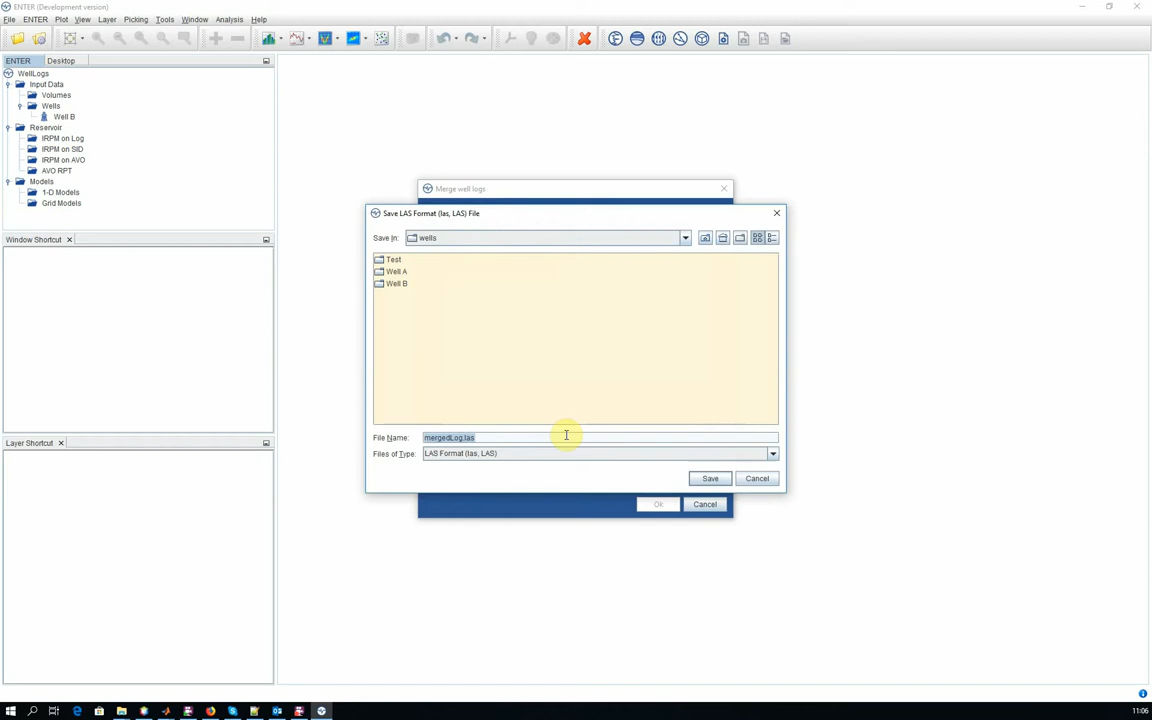 ENTER (Development version)
File ENTER Plot View Layer Picking Tools Window Analysis Help
ENTER Desktop
WellLogs
Input Data
Volumes
Wells
Well B
Reservoir
IRPM on Log
IRPM on SID
IRPM on AVO
AVO RPT
Models
1-D Models
Grid Models
Window Shortcut
Layer Shortcut
Merge well logs
Save LAS Format (las, LAS) File
Save In: wells
Test
Well A
Well B
File Name: mergedLog.las
Files of Type: LAS Format (las, LAS)
Save Cancel
Ok Cancel
11:06